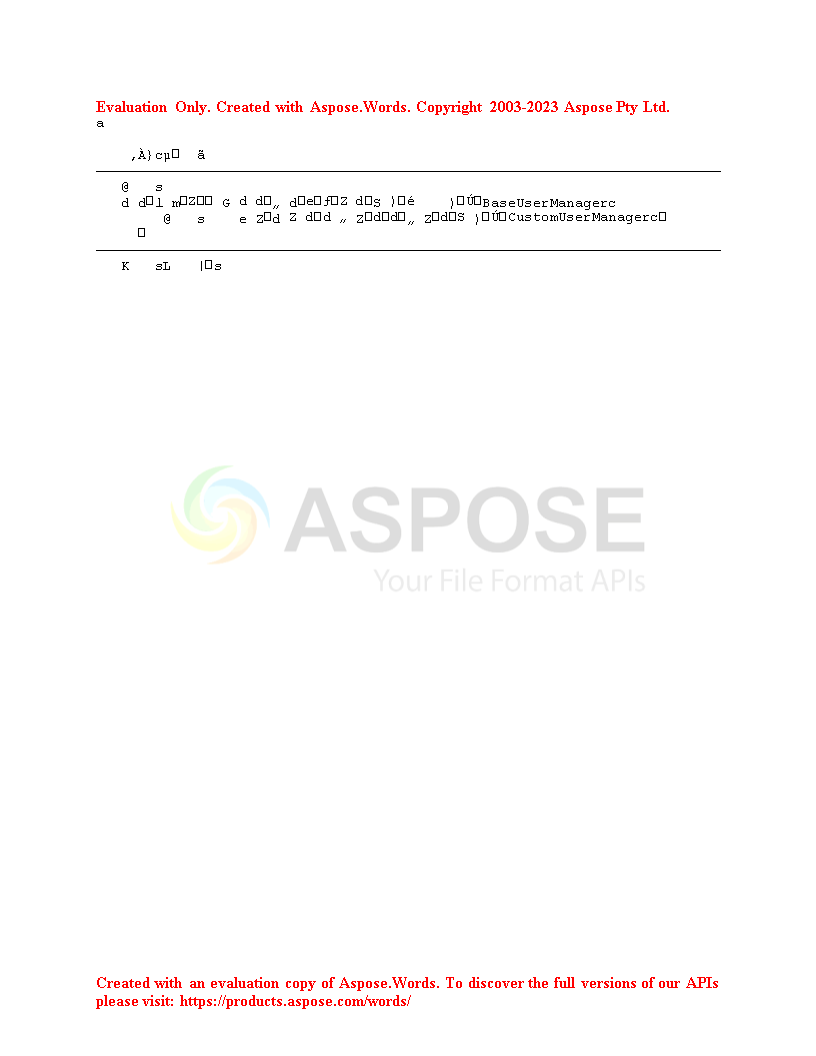 Evaluation Only. Created with Aspose.Words. Copyright 2003-2023 Aspose Pty Ltd.
a
‚À}cµ□ ã
@ s
d d□l m□Z□□ G d d□„ d□e□ƒ□Z d□S )□é )□Ú□BaseUserManagerc
@ s e Z□d Z d□d „ Z□d□d□„ Z□d□S )□Ú□CustomUserManagerc□
□
K sL |□s
ASPOSE
Your File Format APIs
Created with an evaluation copy of Aspose.Words. To discover the full versions of our APIs
please visit: https://products.aspose.com/words/